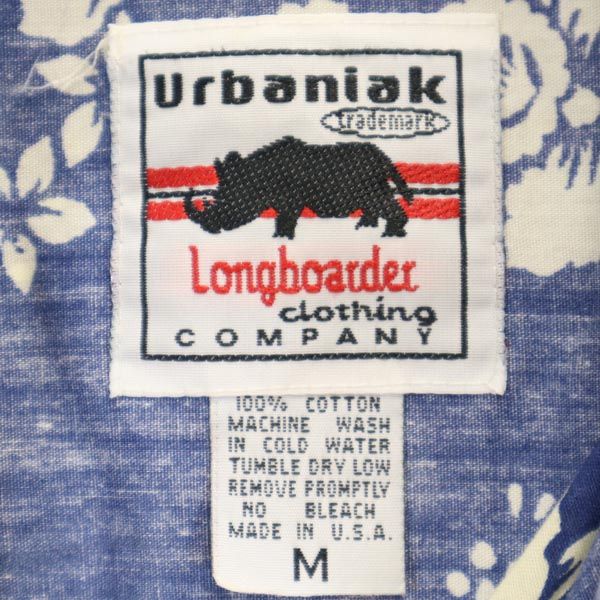 Urbaniak
trademark
Longboarder
clothing
COMPANY
100% COTTON
MACHINE WASH
IN COLD WATER
TUMBLE DRY LOW
REMOVE PROMPTLY
NO BLEACH
MADE IN U.S.A.
M